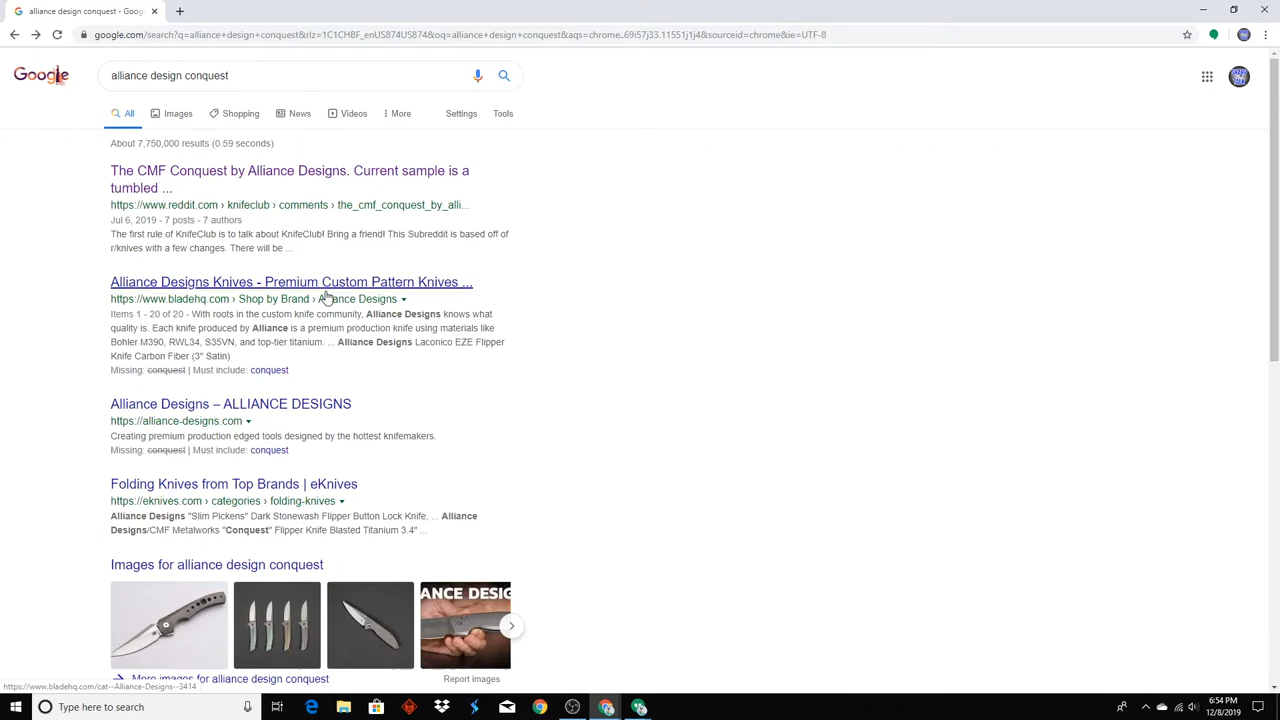 alliance design conquest - Goo
google.com/search?q=alliance+design+conquest&rlz=1C1CHBF_enUS874US874&oq=alliance+design+conquest&aqs=chrome..69i57j33.11551j1j4&sourceid=chrome&ie=UTF-8
Google
alliance design conquest
All Images Shopping News Videos More Settings Tools
About 7,750,000 results (0.59 seconds)
The CMF Conquest by Alliance Designs. Current sample is a
tumbled ...
https://www.reddit.com › knifeclub › comments › the_cmf_conquest_by_alli...
Jul 6, 2019 - 7 posts - 7 authors
The first rule of KnifeClub is to talk about KnifeClub! Bring a friend! This Subreddit is based off of
r/knives with a few changes. There will be ...
Alliance Designs Knives - Premium Custom Pattern Knives ...
https://www.bladehq.com › Shop by Brand › Alliance Designs
Items 1 - 20 of 20 - With roots in the custom knife community, Alliance Designs knows what
quality is. Each knife produced by Alliance is a premium production knife using materials like
Bohler M390, RWL34, S35VN, and top-tier titanium. ... Alliance Designs Laconico EZE Flipper
Knife Carbon Fiber (3" Satin)
Missing: conquest | Must include: conquest
Alliance Designs – ALLIANCE DESIGNS
https://alliance-designs.com
Creating premium production edged tools designed by the hottest knifemakers.
Missing: conquest | Must include: conquest
Folding Knives from Top Brands | eKnives
https://eknives.com › categories › folding-knives
Alliance Designs "Slim Pickens" Dark Stonewash Flipper Button Lock Knife, ... Alliance
Designs/CMF Metalworks "Conquest" Flipper Knife Blasted Titanium 3.4" ...
Images for alliance design conquest
ANCE DESIG
More images for alliance design conquest Report images
https://www.bladehq.com/cat--Alliance-Designs--3414
Type here to search
6:54 PM
12/8/2019